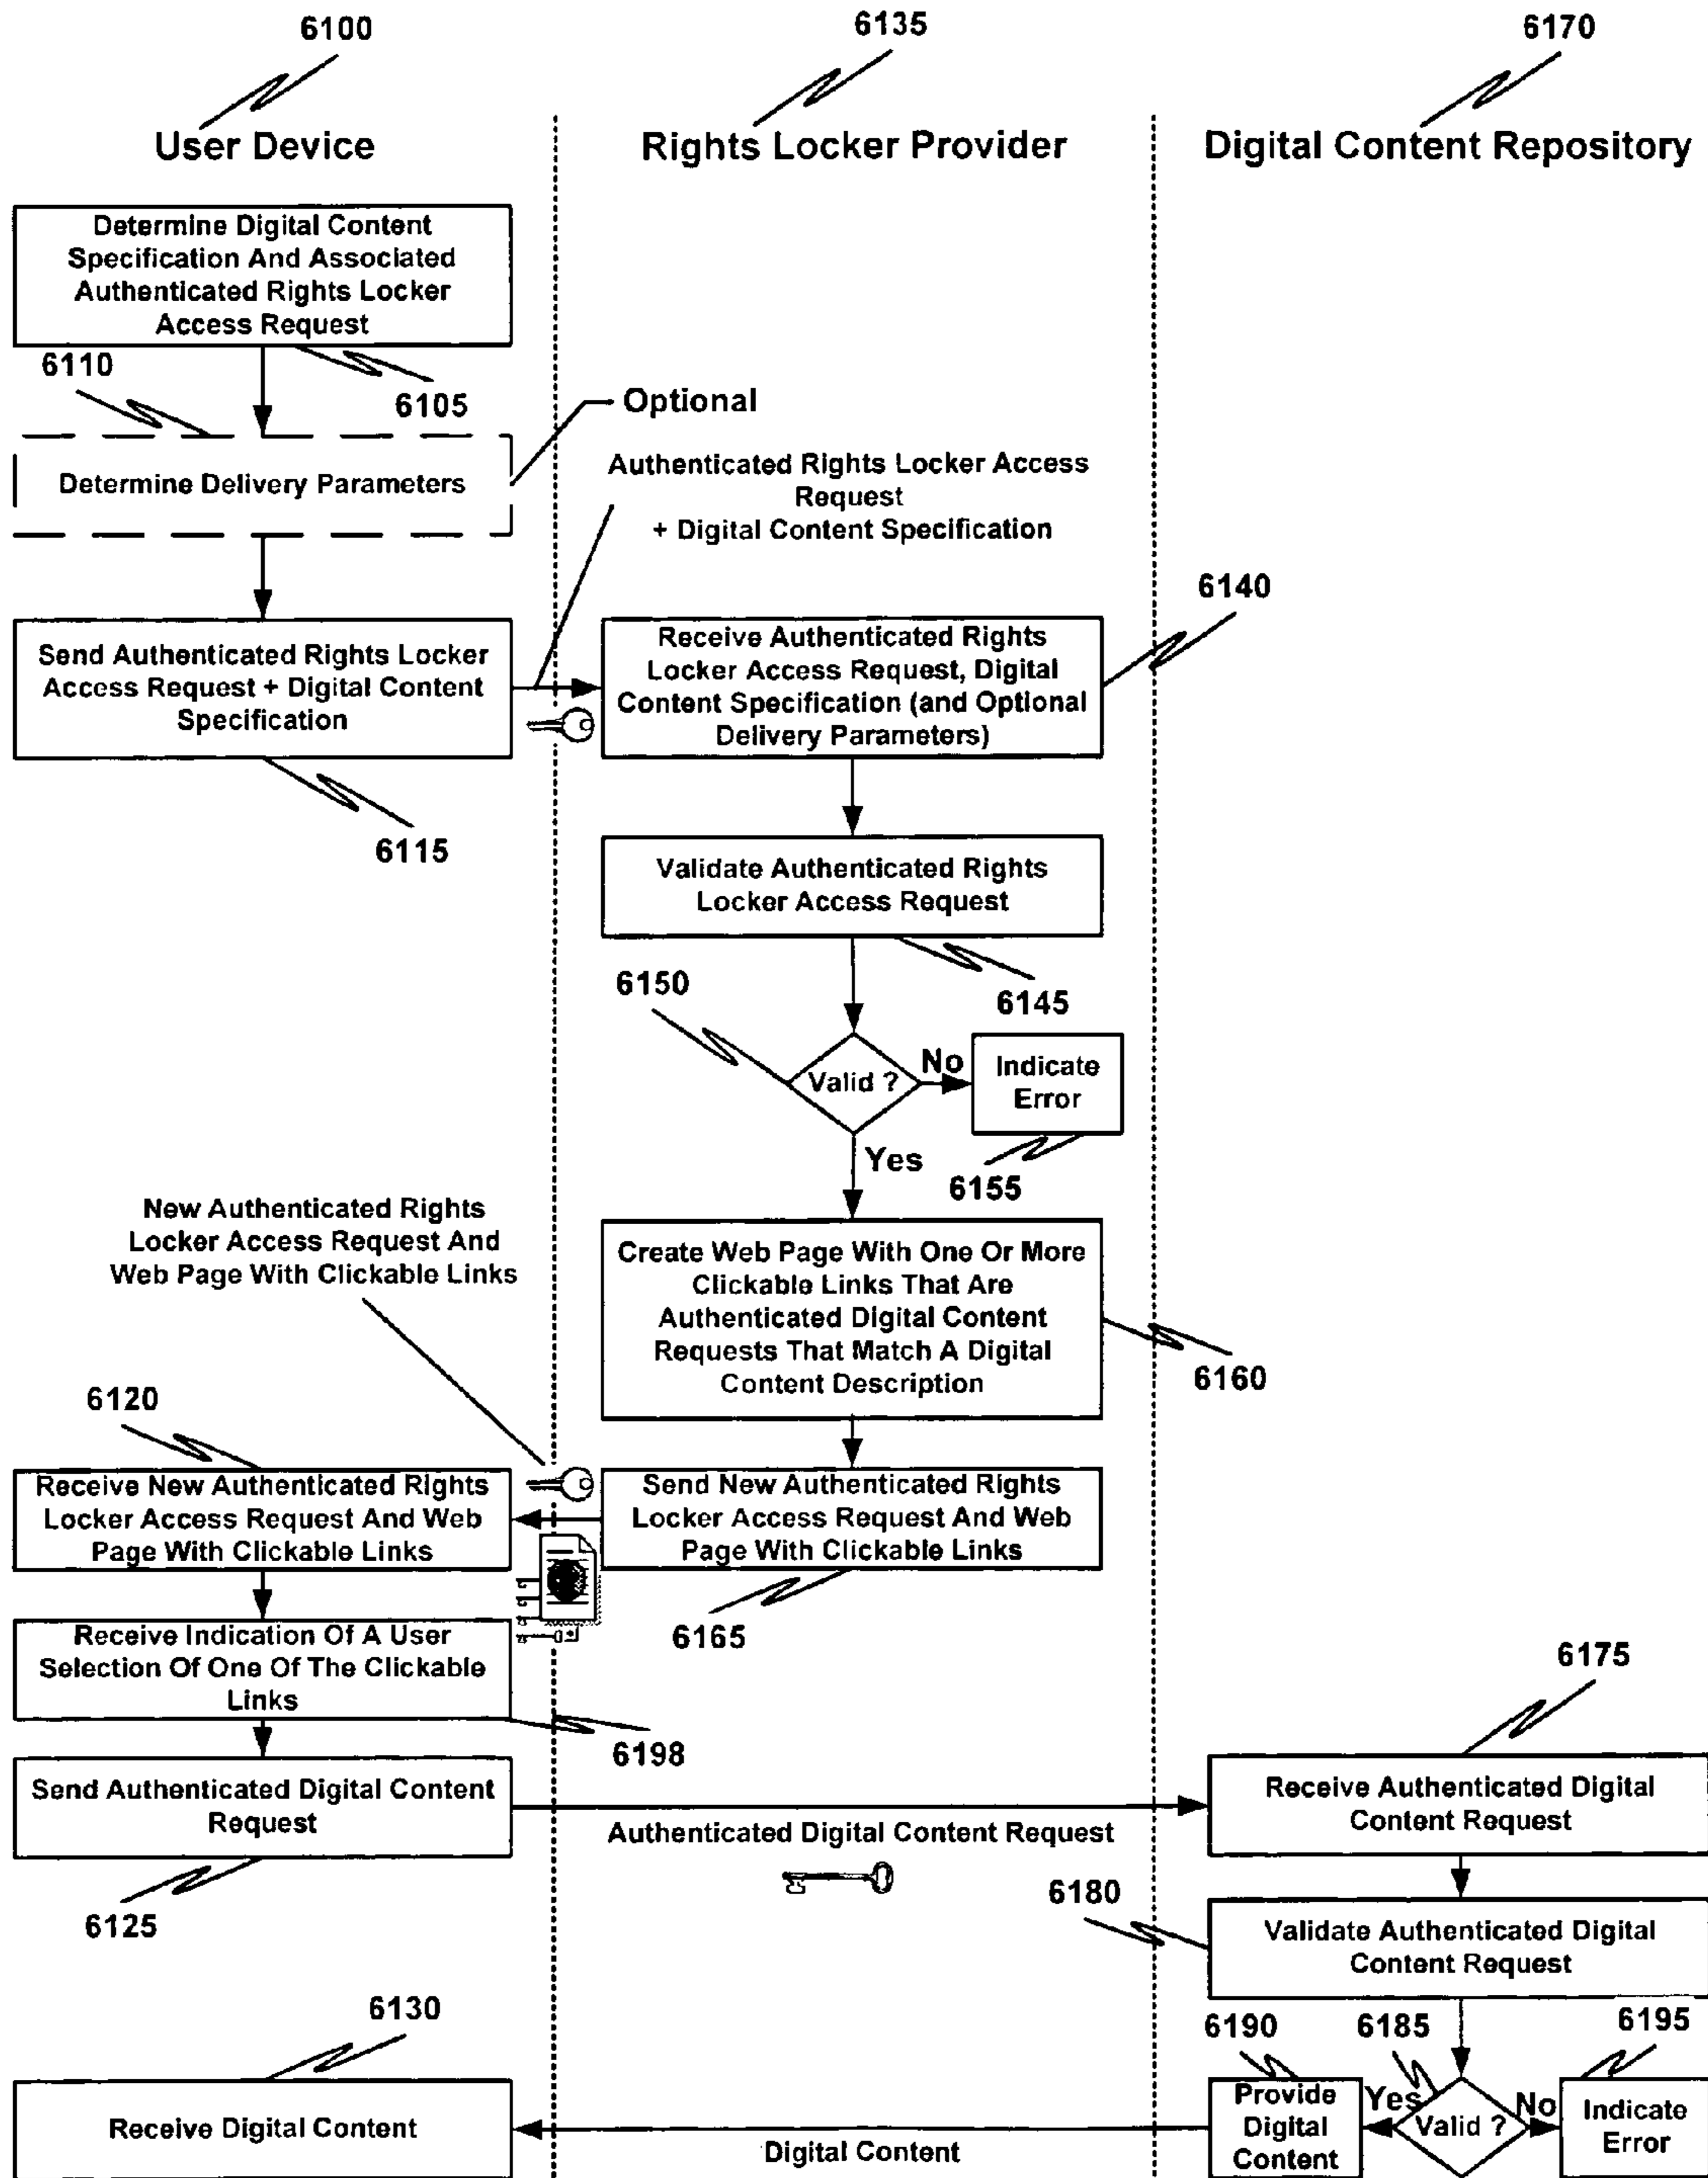 6100
6135
6170
User Device
Rights Locker Provider
Digital Content Repository
Determine Digital Content
Specification And Associated
Authenticated Rights Locker
Access Request
6110
6105
Optional
Determine Delivery Parameters
Authenticated Rights Locker Access
Request
+ Digital Content Specification
6140
Send Authenticated Rights Locker
Access Request + Digital Content
Specification
Receive Authenticated Rights
Locker Access Request, Digital
Content Specification (and Optional
Delivery Parameters)
6115
Validate Authenticated Rights
Locker Access Request
6150
6145
Valid ?
No
Indicate
Error
Yes
6155
New Authenticated Rights
Locker Access Request And
Web Page With Clickable Links
Create Web Page With One Or More
Clickable Links That Are
Authenticated Digital Content
Requests That Match A Digital
Content Description
6160
6120
Receive New Authenticated Rights
Locker Access Request And Web
Page With Clickable Links
Send New Authenticated Rights
Locker Access Request And Web
Page With Clickable Links
6165
Receive Indication Of A User
Selection Of One Of The Clickable
Links
6175
6198
Send Authenticated Digital Content
Request
Authenticated Digital Content Request
Receive Authenticated Digital
Content Request
6125
6180
Validate Authenticated Digital
Content Request
6130
6190
6185
6195
Receive Digital Content
Digital Content
Provide
Digital
Content
Yes
Valid ?
No
Indicate
Error